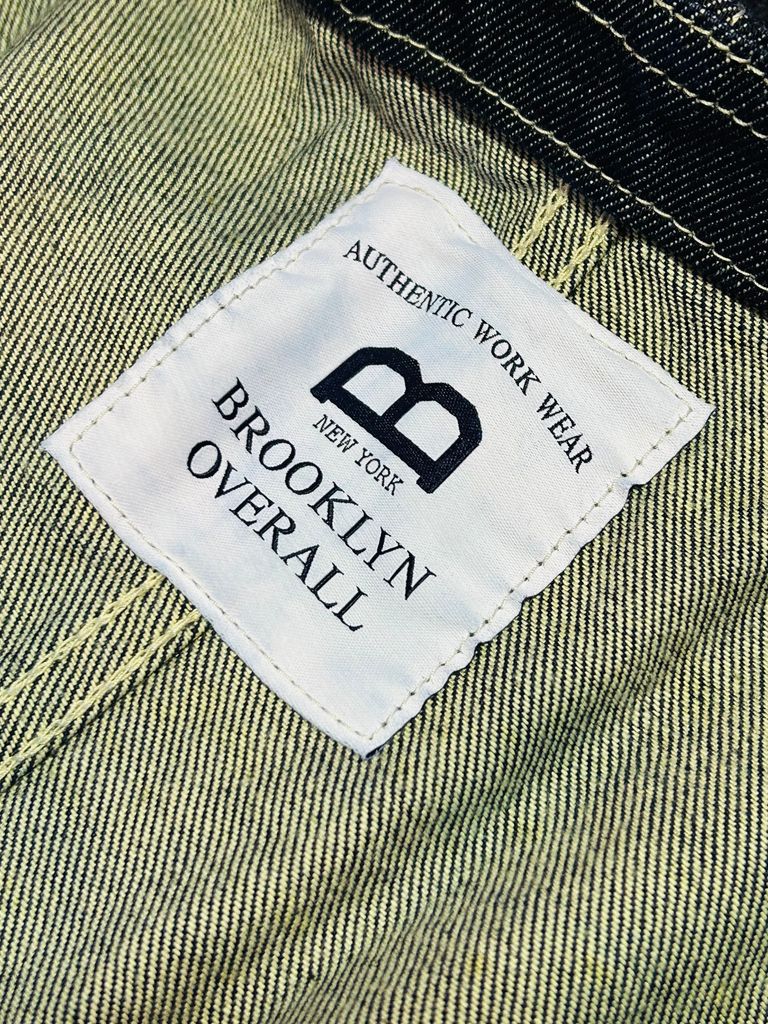 AUTHENTIC WORK WEAR
B
NEW YORK
BROOKLYN
OVERALL